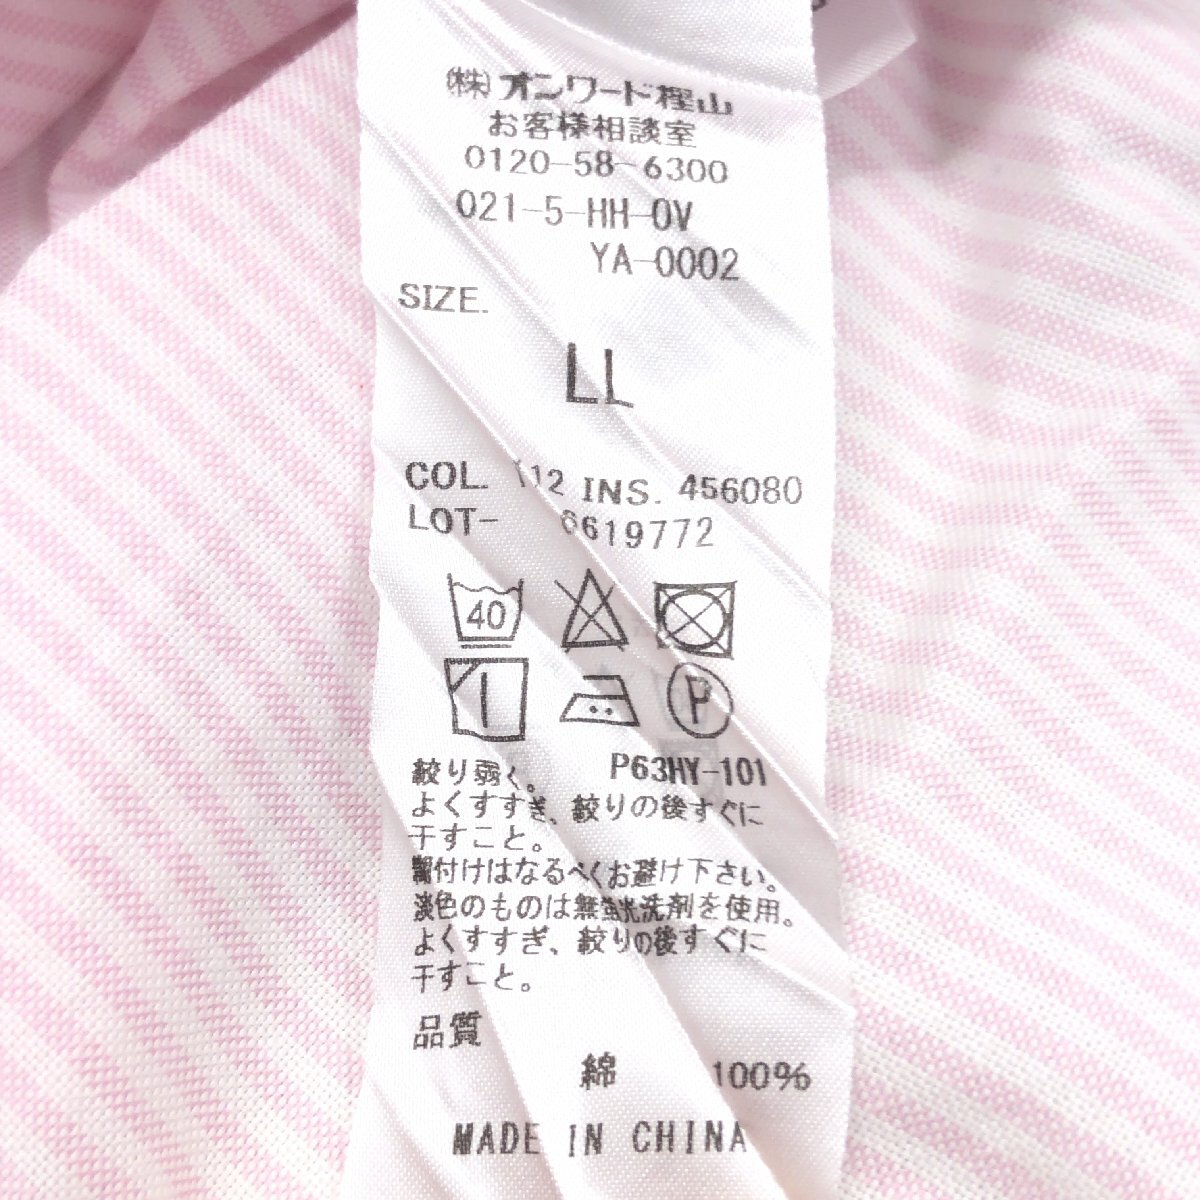 (株)オンワード樫山
お客様相談室
0120-58-6300
021-5-HH-OV
YA-0002
SIZE.
LL
COL. 112 INS. 456080
LOT- 6619772
40
P
P63HY-101
絞り弱く。
よくすすぎ、絞りの後すぐに
干すこと。
糊付けはなるべくお避け下さい。
淡色のものは無蛍光洗剤を使用。
よくすすぎ、絞りの後すぐに
干すこと。
品質
綿 100%
MADE IN CHINA